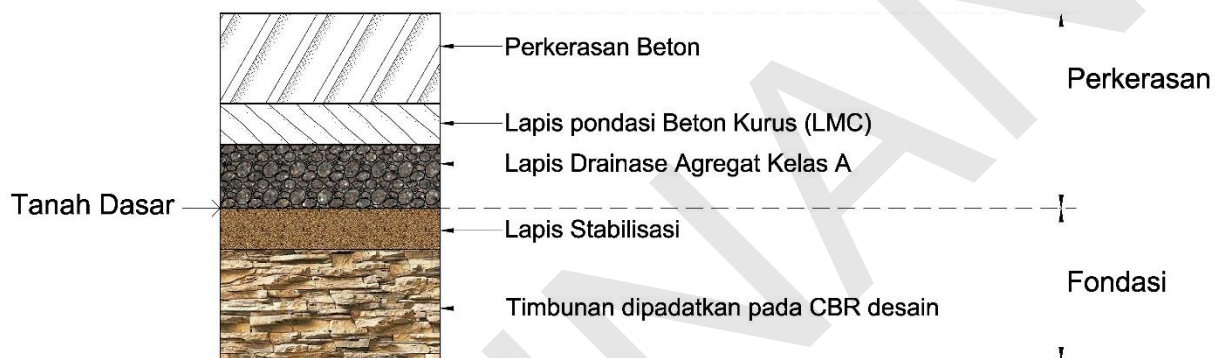 Perkerasan Beton
Perkerasan
Lapis pondasi Beton Kurus (LMC)
Lapis Drainase Agregat Kelas A
Tanah Dasar
Lapis Stabilisasi
Fondasi
Timbunan dipadatkan pada CBR desain